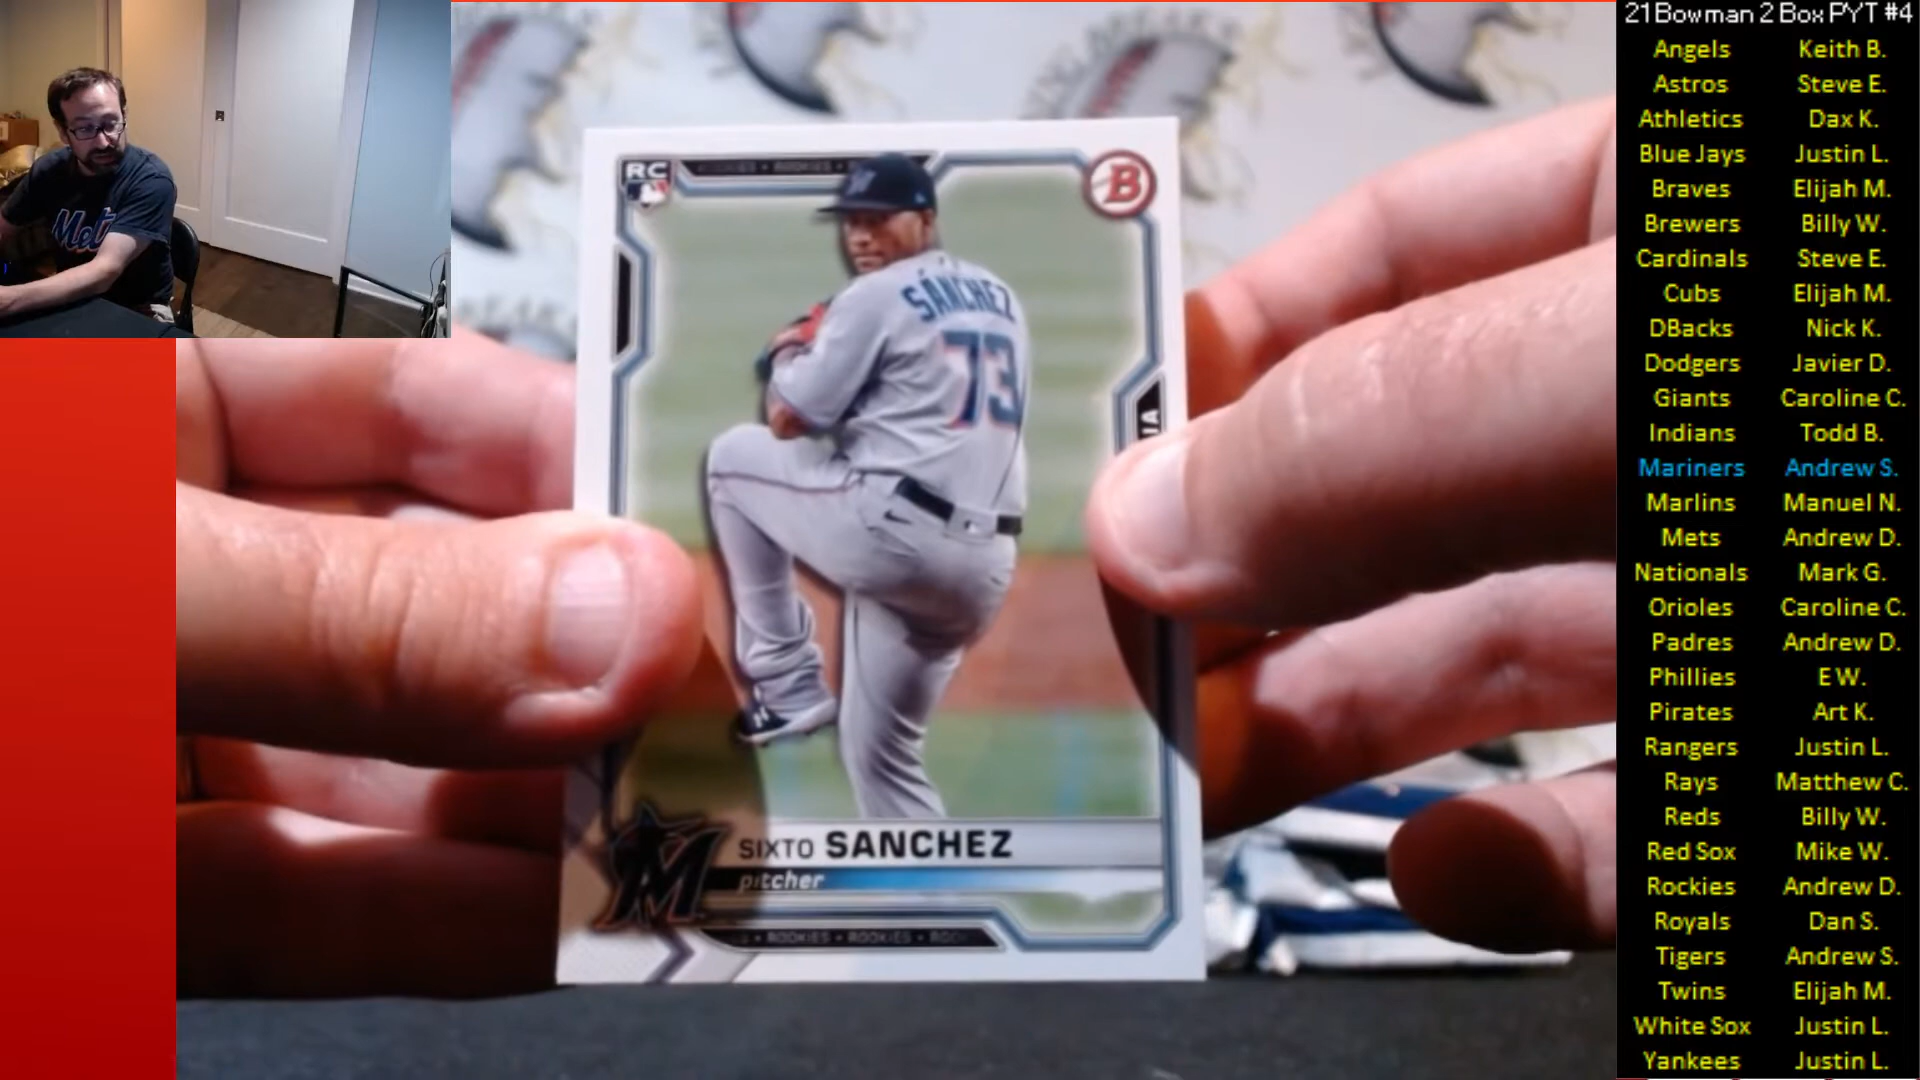 Met
RC
ROOKIES
B
SÁNCHEZ
73
SIXTO SANCHEZ
pitcher
M
ROOKIES • ROOKIES
21 Bowman 2 Box PYT #4
Angels Keith B.
Astros Steve E.
Athletics Dax K.
Blue Jays Justin L.
Braves Elijah M.
Brewers Billy W.
Cardinals Steve E.
Cubs Elijah M.
DBacks Nick K.
Dodgers Javier D.
Giants Caroline C.
Indians Todd B.
Mariners Andrew S.
Marlins Manuel N.
Mets Andrew D.
Nationals Mark G.
Orioles Caroline C.
Padres Andrew D.
Phillies E W.
Pirates Art K.
Rangers Justin L.
Rays Matthew C.
Reds Billy W.
Red Sox Mike W.
Rockies Andrew D.
Royals Dan S.
Tigers Andrew S.
Twins Elijah M.
White Sox Justin L.
Yankees Justin L.